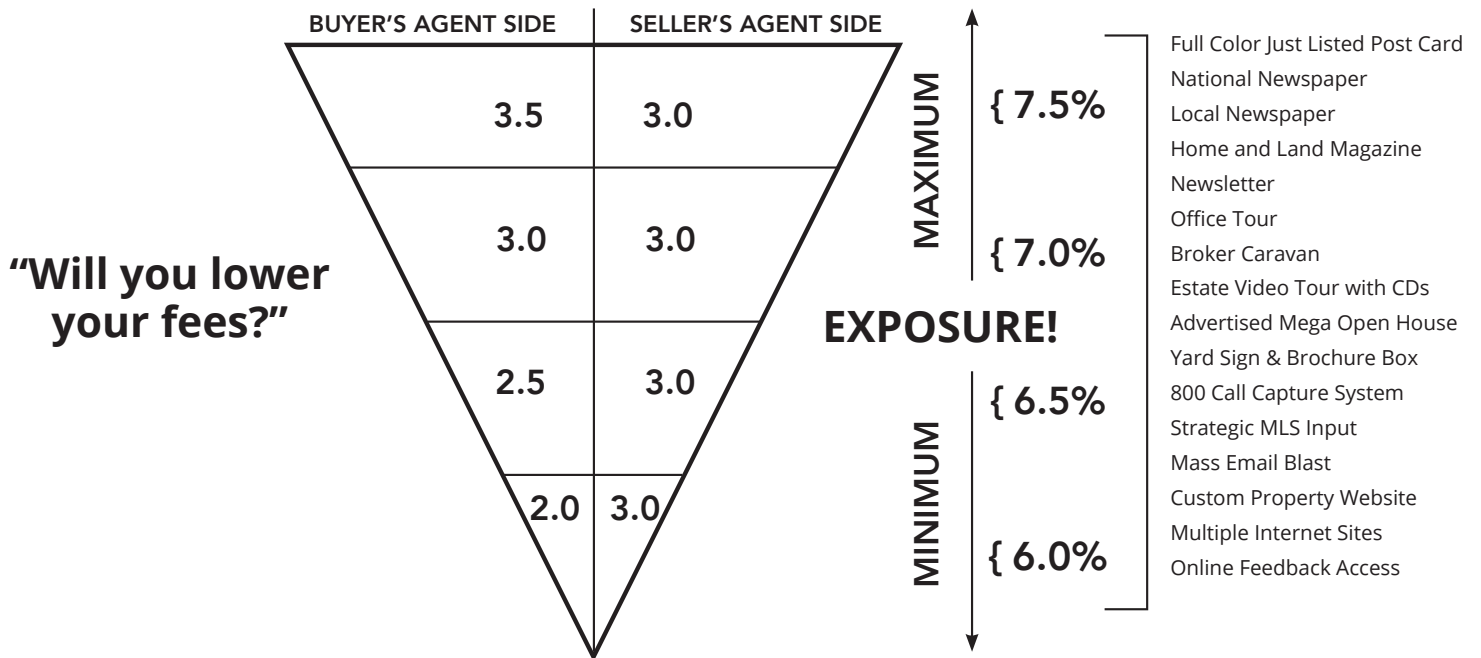 BUYER’S AGENT SIDE
SELLER’S AGENT SIDE
3.5
3.0
3.0
3.0
2.5
3.0
2.0
3.0
“Will you lower
your fees?”
MAXIMUM
EXPOSURE!
MINIMUM
{ 7.5%
{ 7.0%
{ 6.5%
{ 6.0%
Full Color Just Listed Post Card
National Newspaper
Local Newspaper
Home and Land Magazine
Newsletter
Office Tour
Broker Caravan
Estate Video Tour with CDs
Advertised Mega Open House
Yard Sign & Brochure Box
800 Call Capture System
Strategic MLS Input
Mass Email Blast
Custom Property Website
Multiple Internet Sites
Online Feedback Access